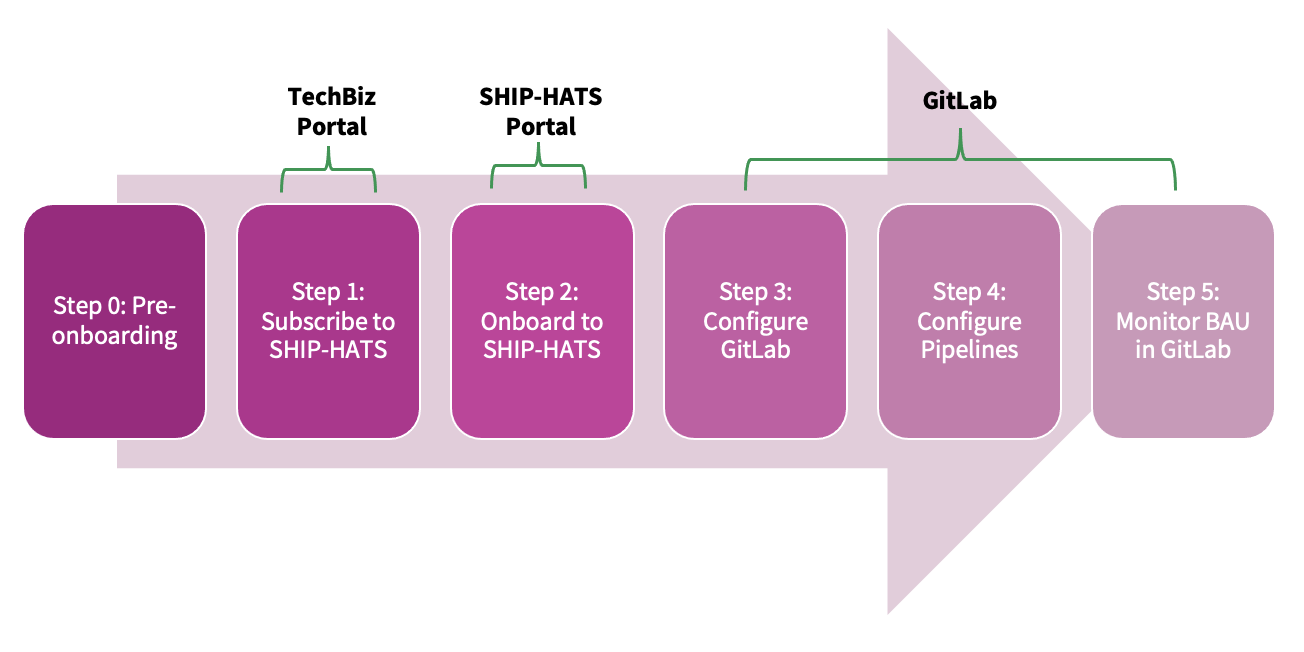 TechBiz
Portal
SHIP-HATS
Portal
GitLab
Step 0: Pre-
onboarding
Step 1:
Subscribe to
SHIP-HATS
Step 2:
Onboard to
SHIP-HATS
Step 3:
Configure
GitLab
Step 4:
Configure
Pipelines
Step 5:
Monitor BAU
in GitLab